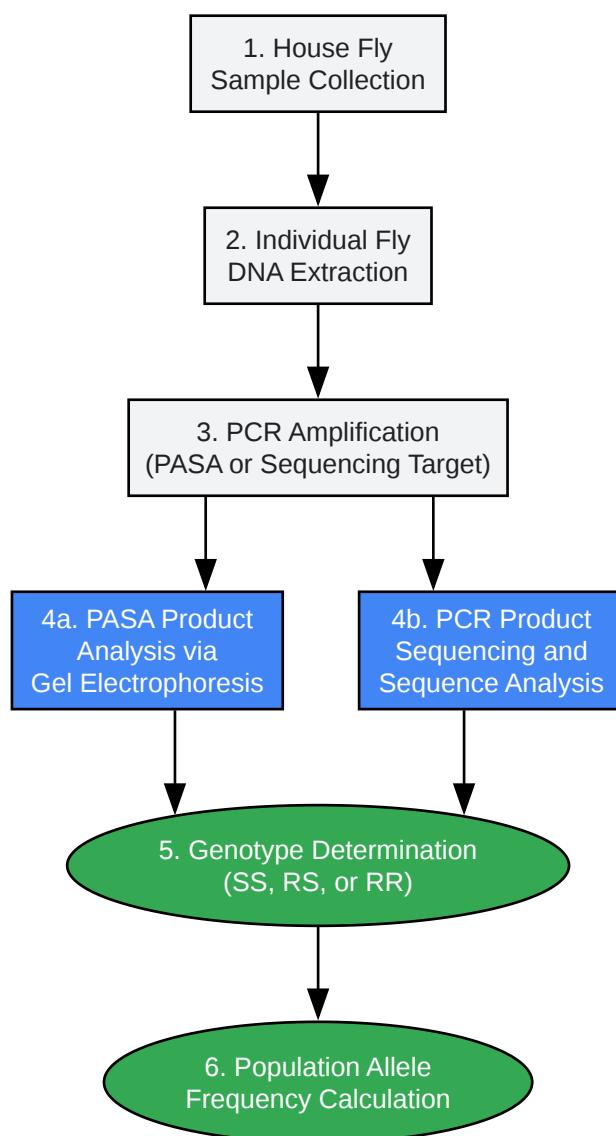 1. House Fly
Sample Collection
2. Individual Fly
DNA Extraction
3. PCR Amplification
(PASA or Sequencing Target)
4a. PASA Product
Analysis via
Gel Electrophoresis
4b. PCR Product
Sequencing and
Sequence Analysis
5. Genotype Determination
(SS, RS, or RR)
6. Population Allele
Frequency Calculation